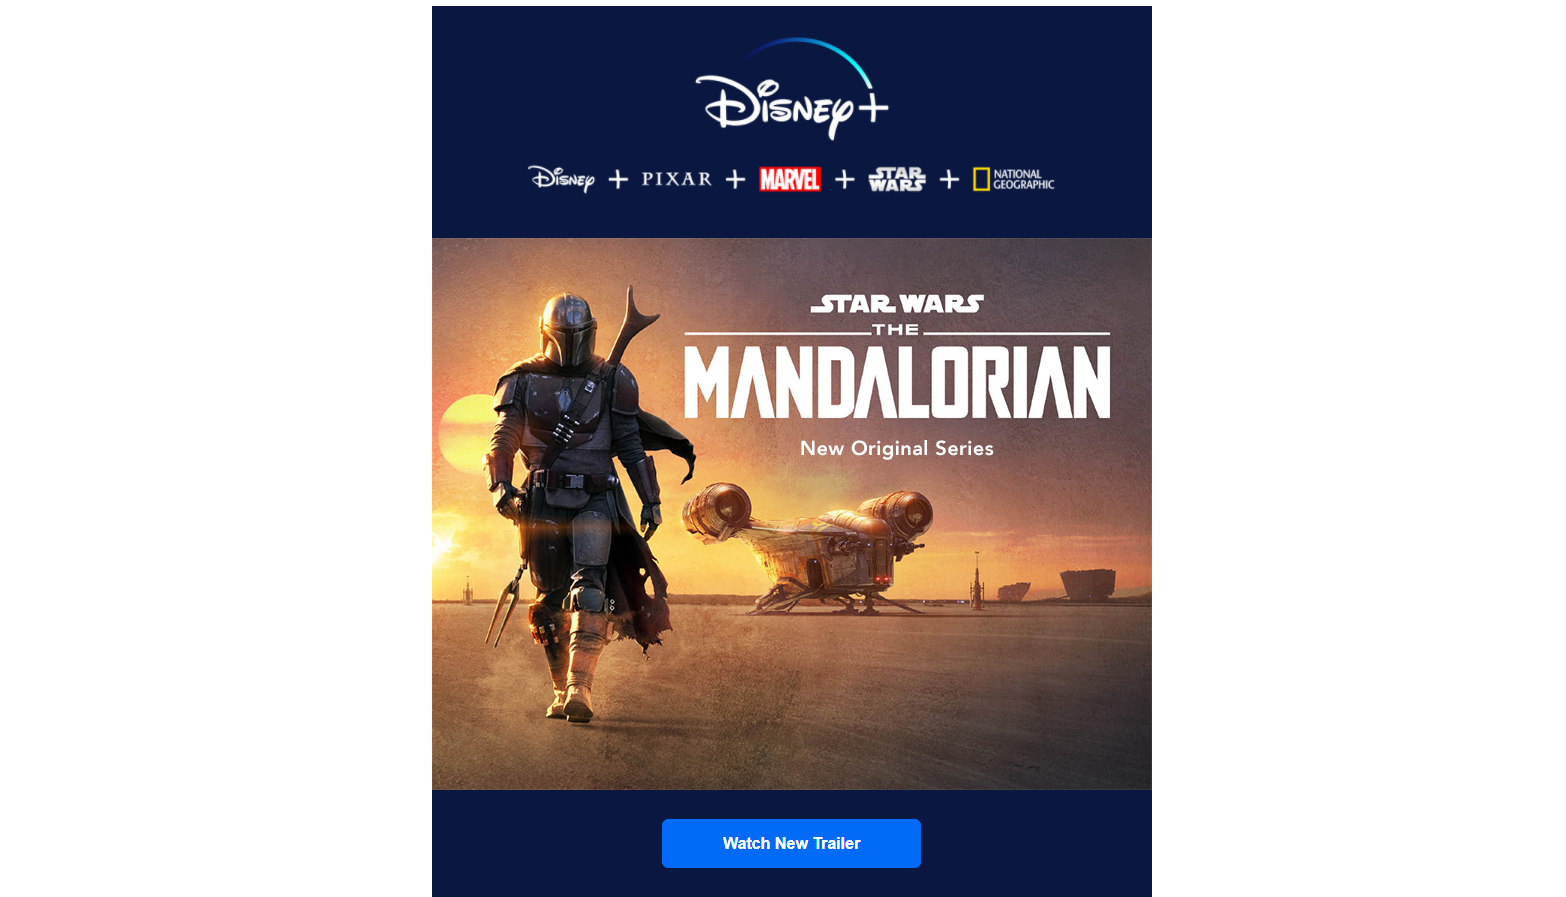 Disney+
Disney + PIXAR + MARVEL + STAR WARS + NATIONAL GEOGRAPHIC
STAR WARS
THE
MANDALORIAN
New Original Series
Watch New Trailer